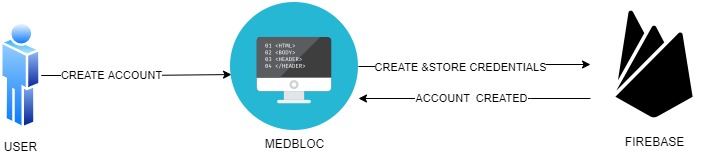 01 <HTML>
02 <BODY>
03 <HEADER>
04 </HEADER>
CREATE ACCOUNT
CREATE &STORE CREDENTIALS
ACCOUNT CREATED
USER
MEDBLOC
FIREBASE